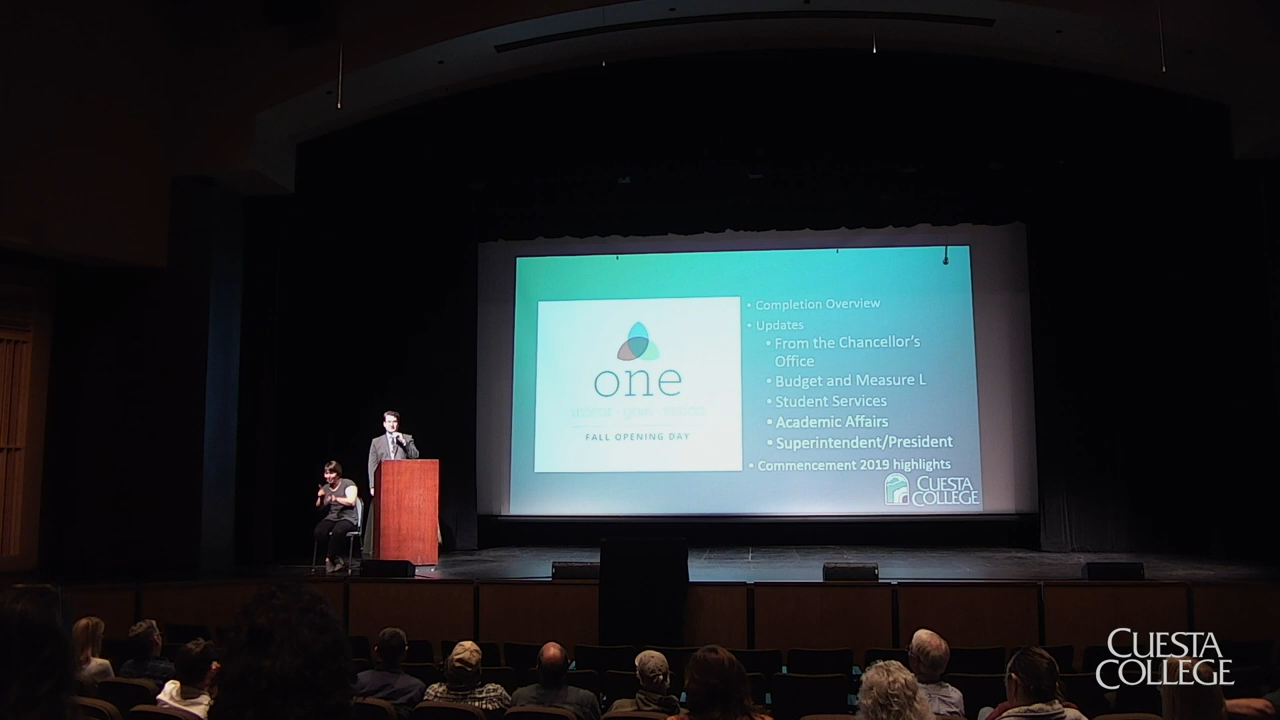 one
FALL OPENING DAY
• Completion Overview
• Updates
• From the Chancellor's
Office
• Budget and Measure L
• Student Services
• Academic Affairs
• Superintendent/President
• Commencement 2019 highlights
CUESTA
COLLEGE
CUESTA
COLLEGE